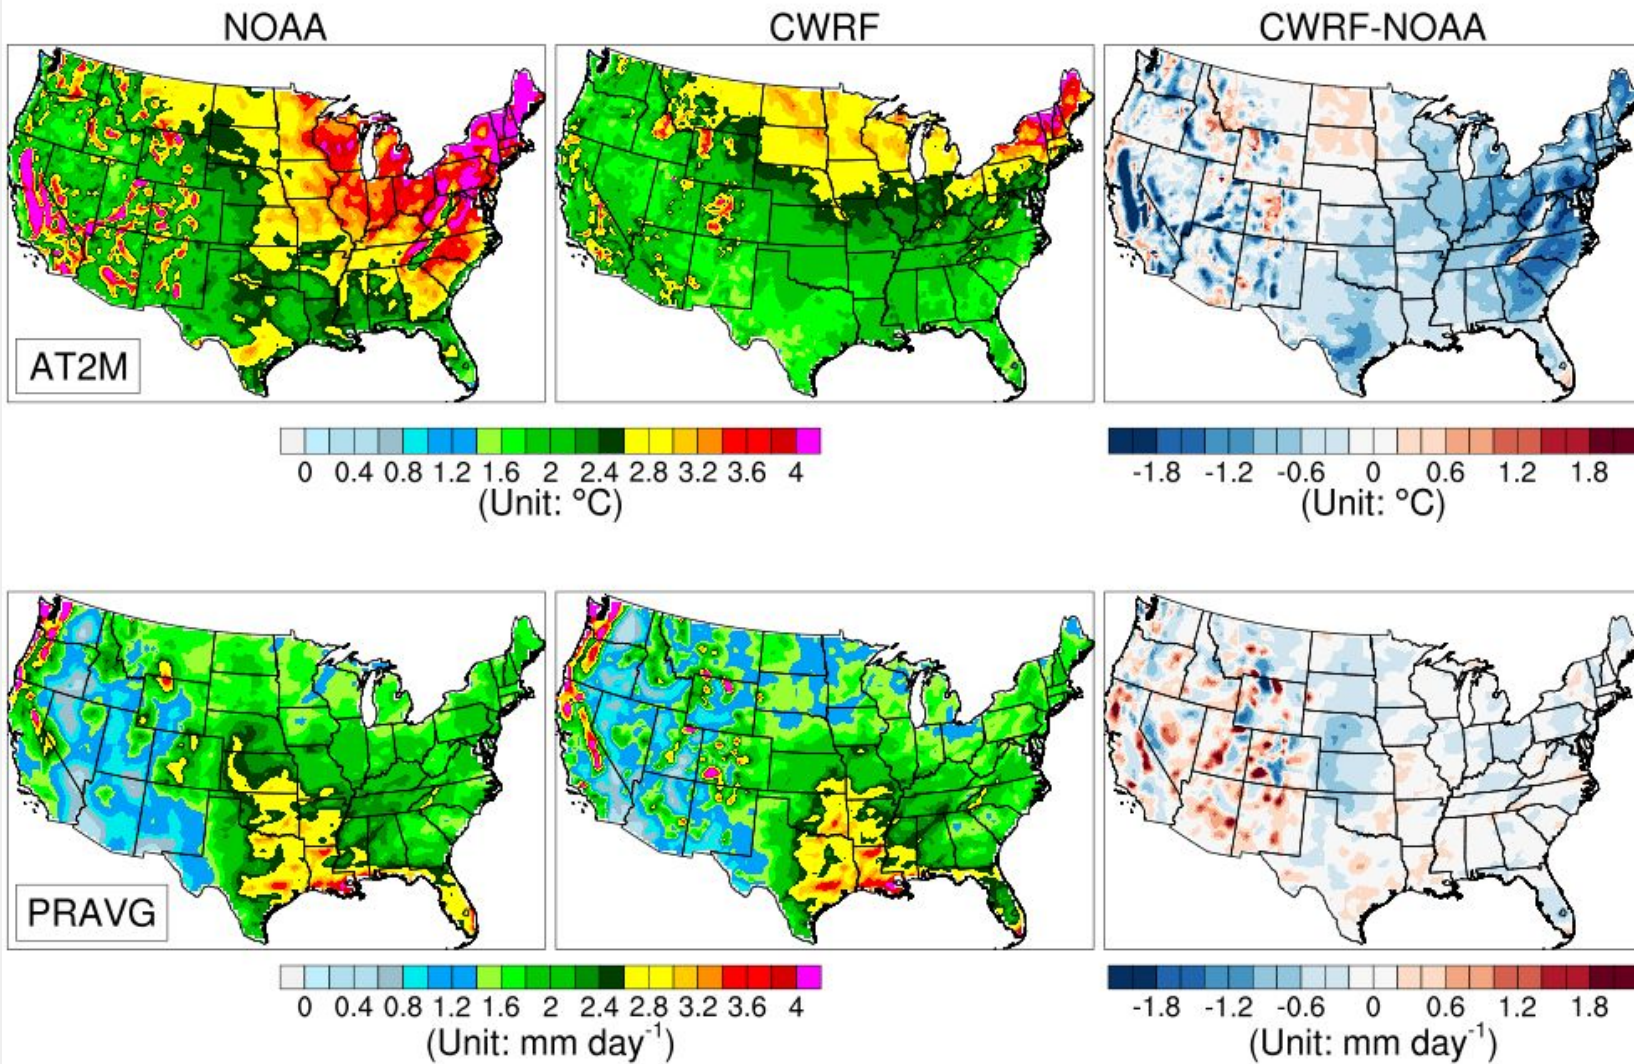 NOAA CWRF CWRF-NOAA
AT2M
0 0.4 0.8 1.2 1.6 2 2.4 2.8 3.2 3.6 4
(Unit: °C)
-1.8 -1.2 -0.6 0 0.6 1.2 1.8
(Unit: °C)
PRAVG
0 0.4 0.8 1.2 1.6 2 2.4 2.8 3.2 3.6 4
(Unit: mm day⁻¹)
-1.8 -1.2 -0.6 0 0.6 1.2 1.8
(Unit: mm day⁻¹)